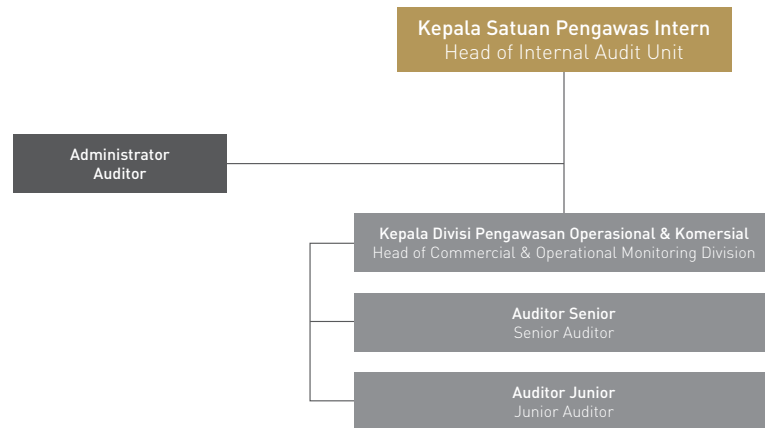 Kepala Satuan Pengawas Intern
Head of Internal Audit Unit
Administrator
Auditor
Kepala Divisi Pengawasan Operasional & Komersial
Head of Commercial & Operational Monitoring Division
Auditor Senior
Senior Auditor
Auditor Junior
Junior Auditor